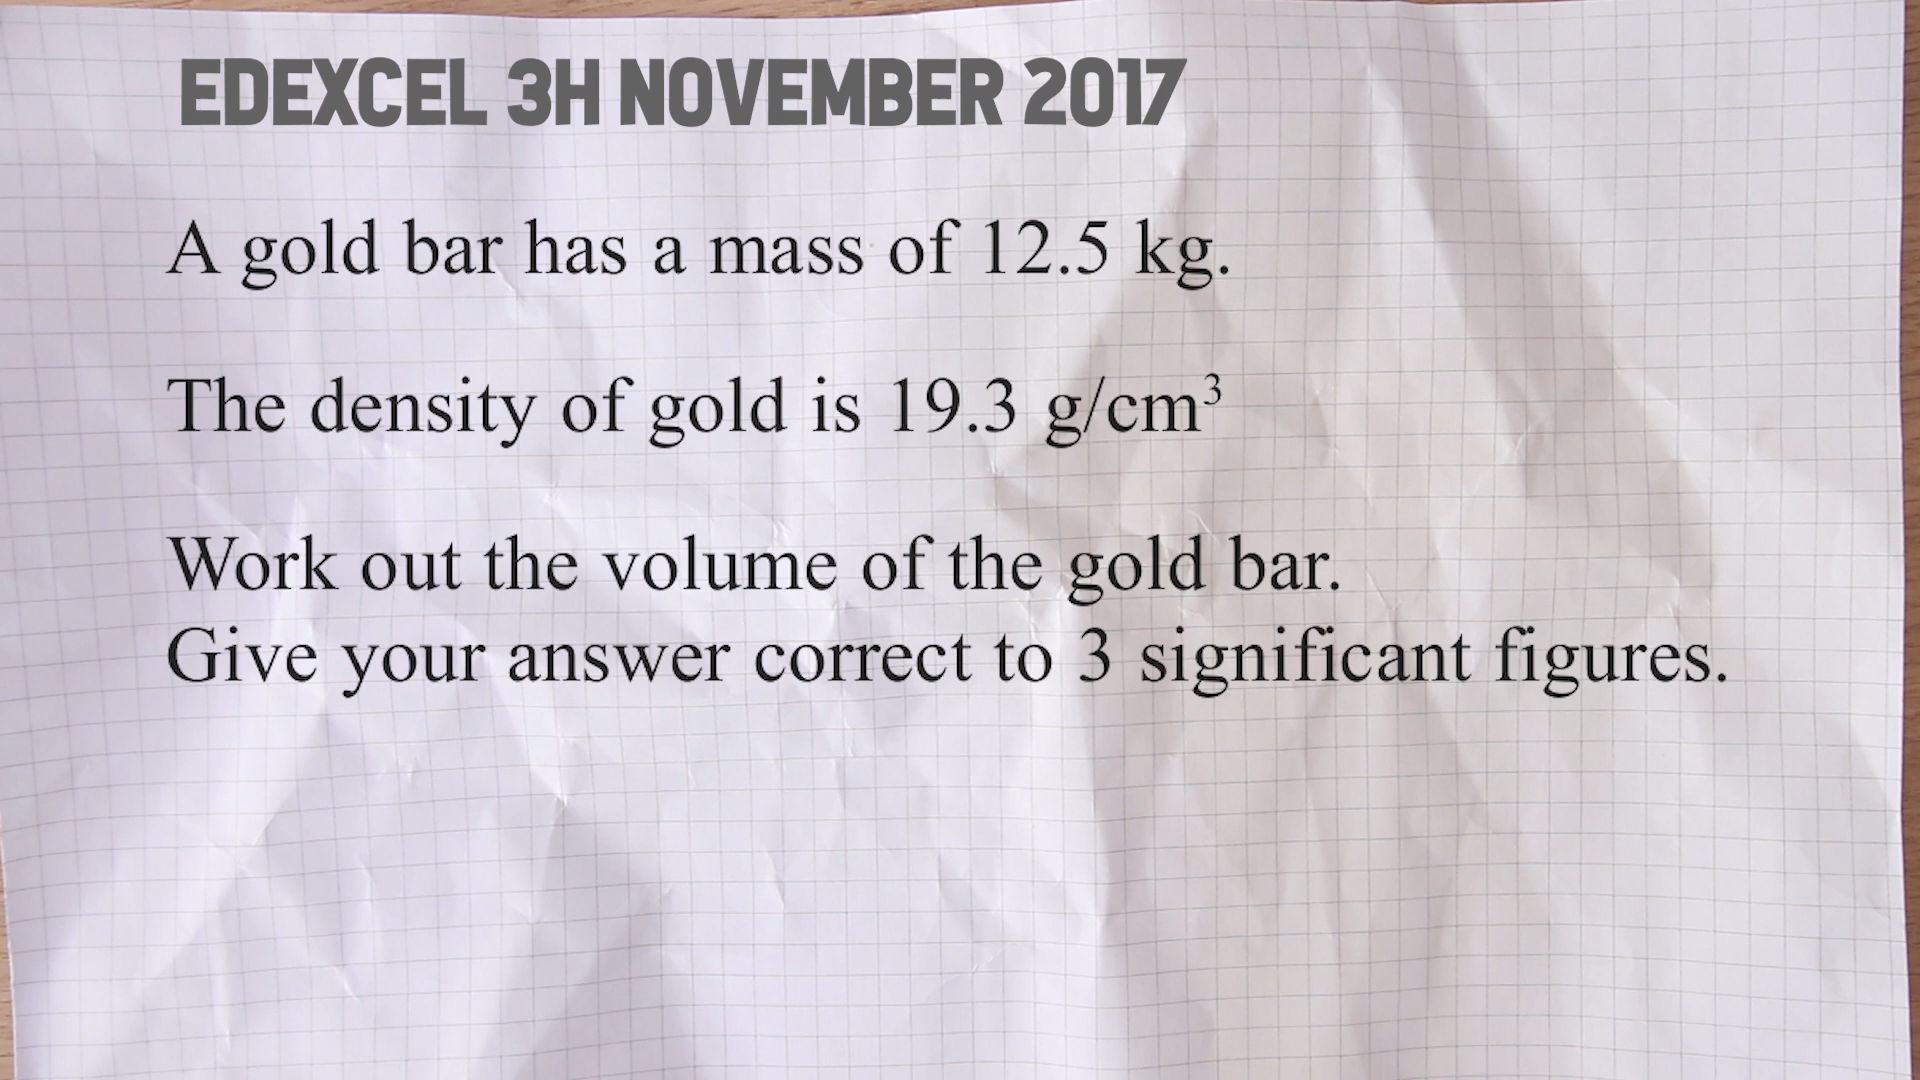 EDEXCEL 3H NOVEMBER 2017
A gold bar has a mass of 12.5 kg.
The density of gold is 19.3 g/cm³
Work out the volume of the gold bar.
Give your answer correct to 3 significant figures.